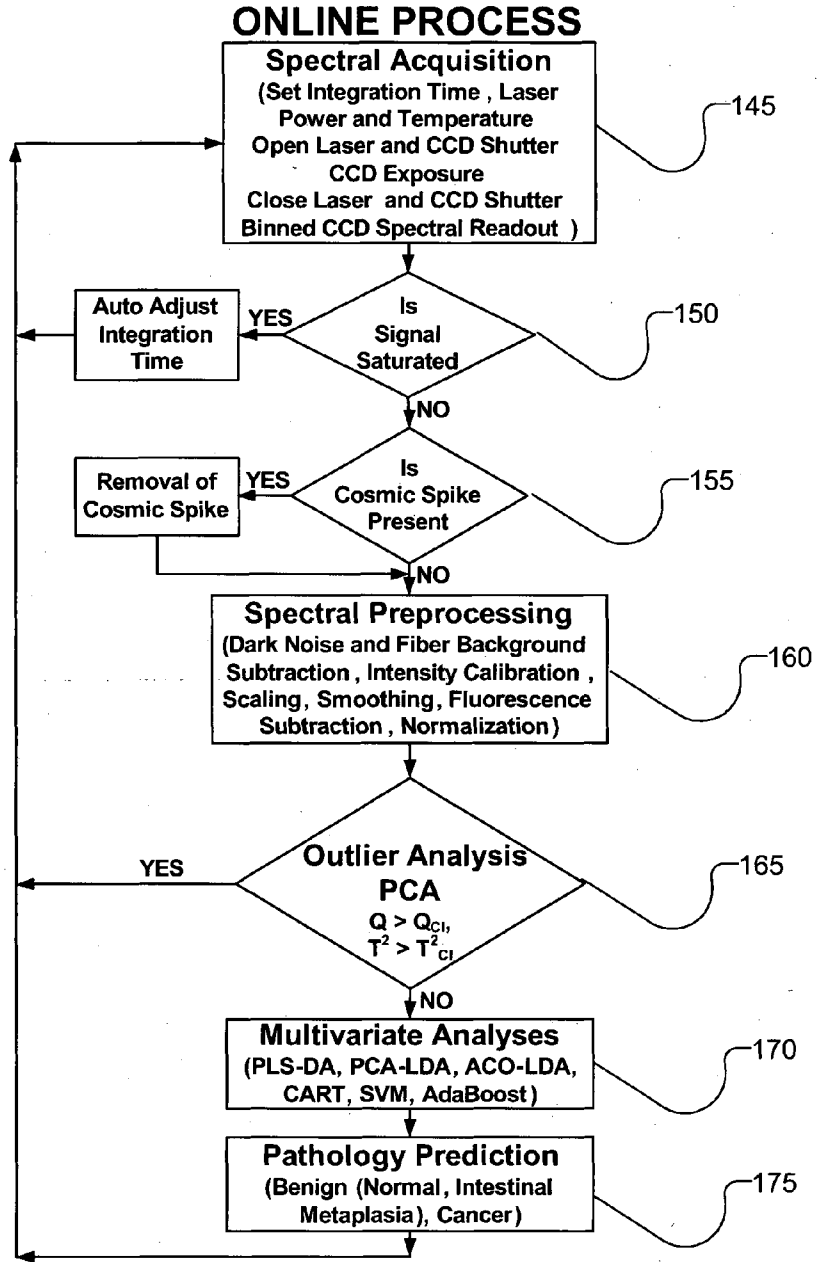 ONLINE PROCESS
Spectral Acquisition
(Set Integration Time , Laser
Power and Temperature
Open Laser and CCD Shutter
CCD Exposure
Close Laser and CCD Shutter
Binned CCD Spectral Readout )
145
Is
Signal
Saturated
150
YES
Auto Adjust
Integration
Time
NO
Is
Cosmic Spike
Present
155
YES
Removal of
Cosmic Spike
NO
Spectral Preprocessing
(Dark Noise and Fiber Background
Subtraction , Intensity Calibration ,
Scaling, Smoothing, Fluorescence
Subtraction , Normalization)
160
Outlier Analysis
PCA
Q > Q_CI,
T² > T²_CI
165
YES
NO
Multivariate Analyses
(PLS-DA, PCA-LDA, ACO-LDA,
CART, SVM, AdaBoost)
170
Pathology Prediction
(Benign (Normal, Intestinal
Metaplasia), Cancer)
175